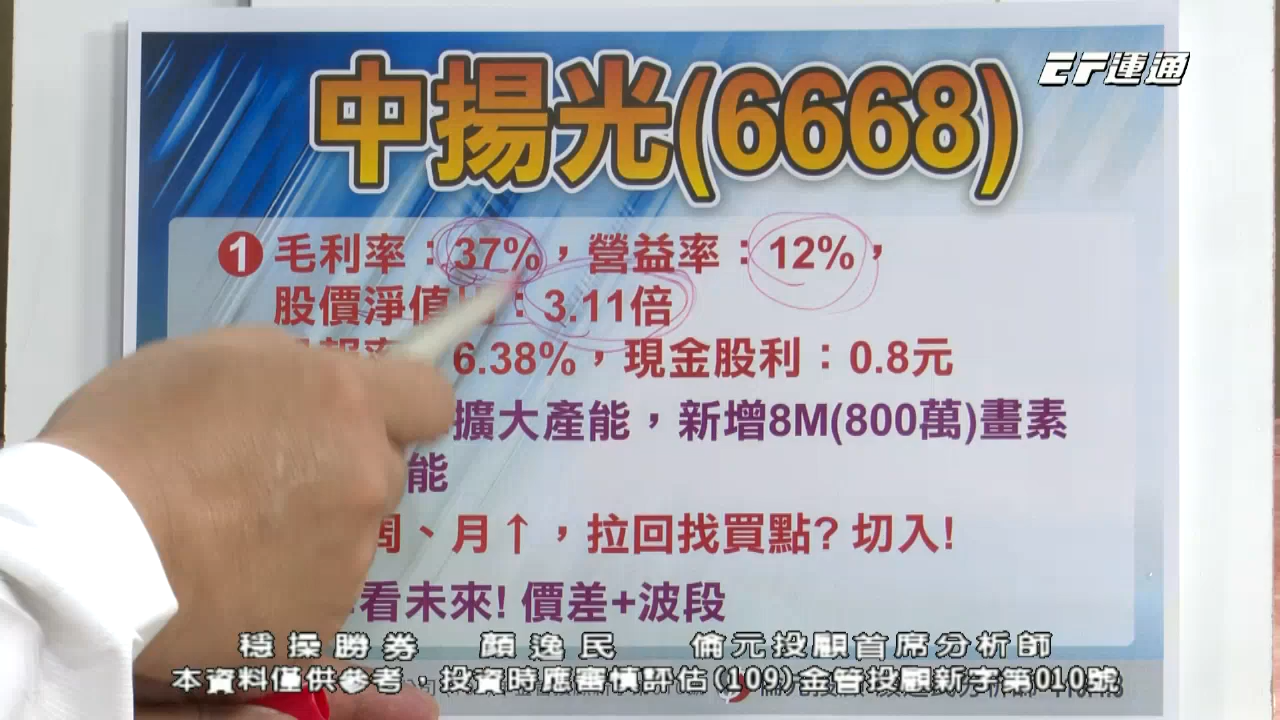 EF運通
中揚光(6668)
1 毛利率：37%，營益率：12%，
股價淨值比：3.11倍
6.38%，現金股利：0.8元
擴大產能，新增8M(800萬)畫素
能
周、月↑，拉回找買點? 切入!
看未來! 價差+波段
穩操勝券 顏逸民 倫元投顧首席分析師
本資料僅供參考，投資時應審慎評估(109)金管投顧新字第010號